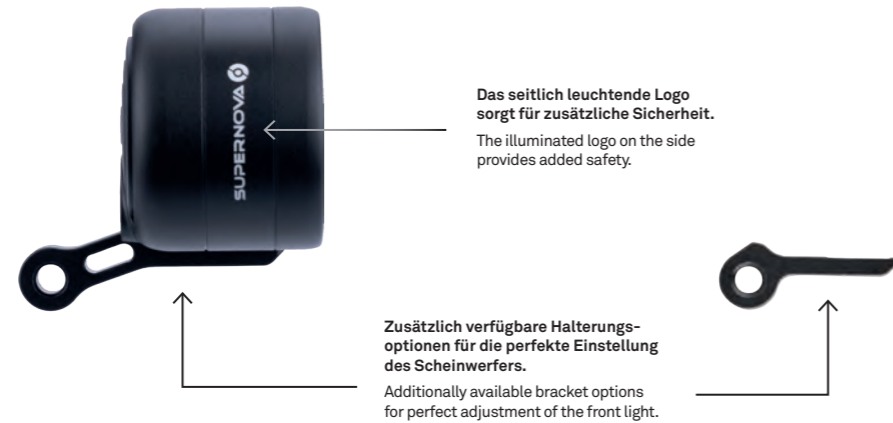 SUPERNOVA
Das seitlich leuchtende Logo
sorgt für zusätzliche Sicherheit.
The illuminated logo on the side
provides added safety.
Zusätzlich verfügbare Halterungs-
optionen für die perfekte Einstellung
des Scheinwerfers.
Additionally available bracket options
for perfect adjustment of the front light.